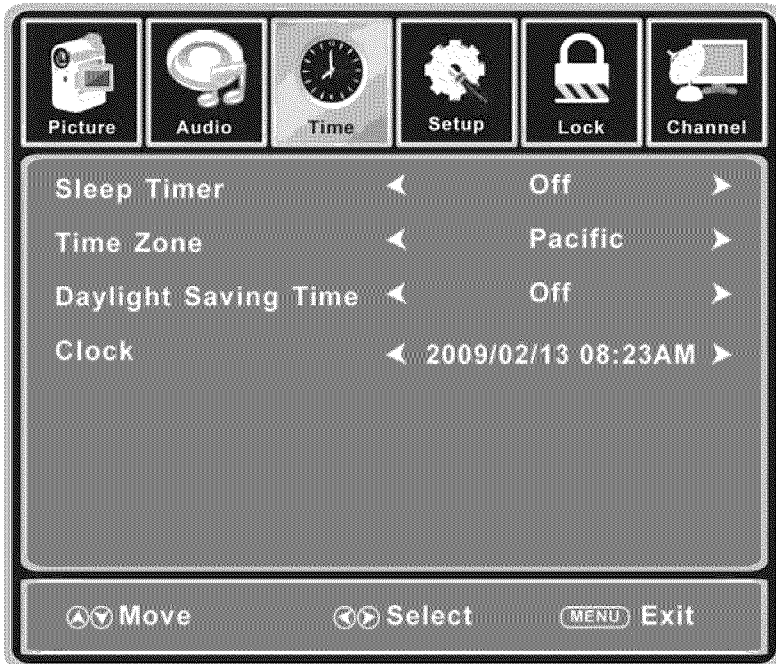 Picture Audio Time Setup Lock Channel
Sleep Timer Off
Time Zone Pacific
Daylight Saving Time Off
Clock 2009/02/13 08:23AM
Move Select MENU Exit